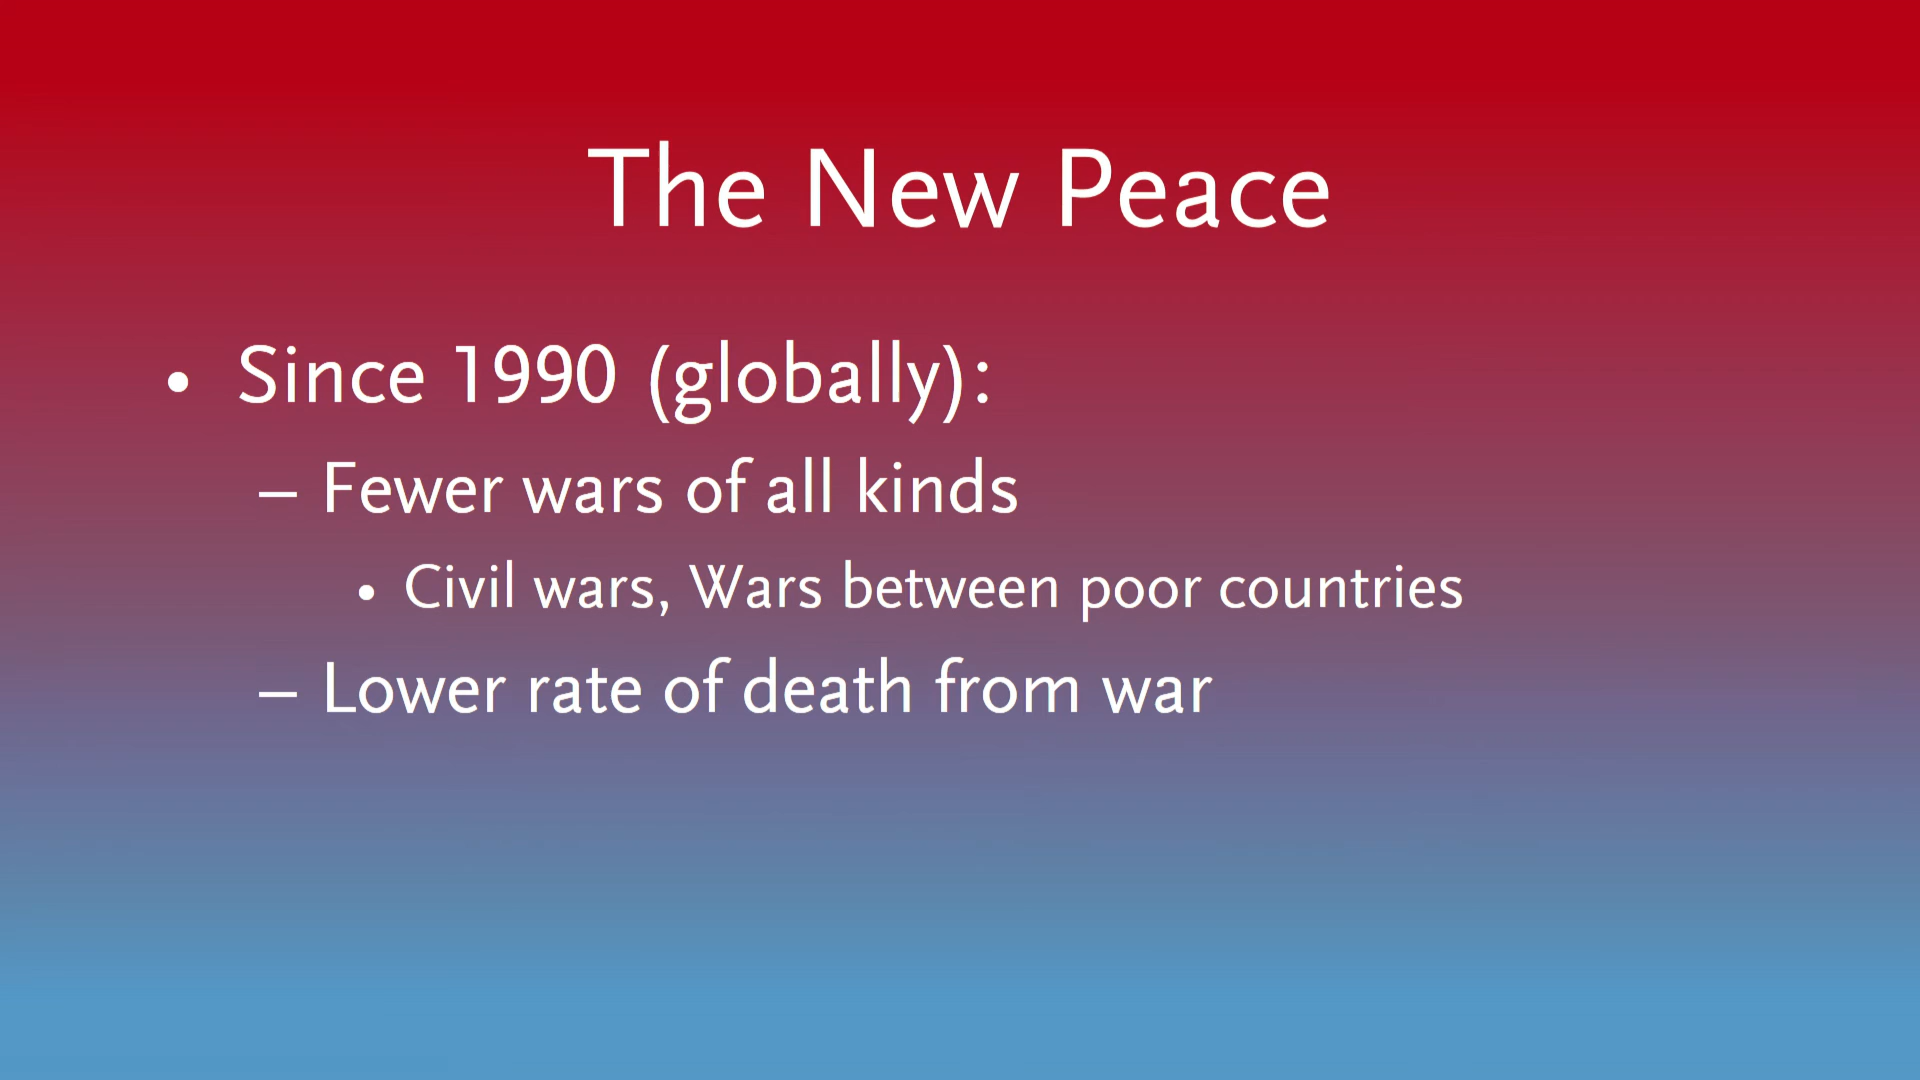 The New Peace
• Since 1990 (globally):
– Fewer wars of all kinds
• Civil wars, Wars between poor countries
– Lower rate of death from war